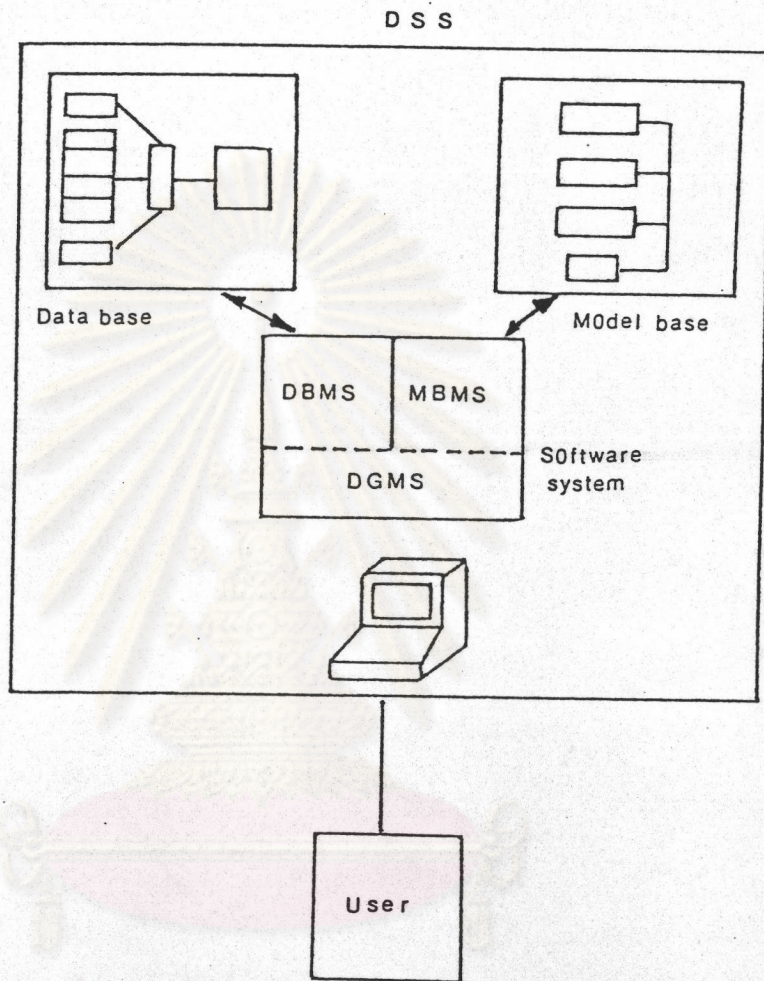 D S S
Data base
M0del base
DBMS
MBMS
DGMS
S0ftware
system
User